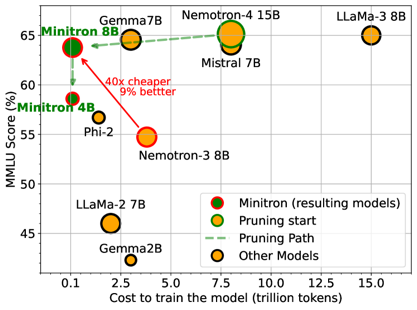 Gemma7B
Nemotron-4 15B
LLaMa-3 8B
Minitron 8B
Mistral 7B
40x cheaper
9% bettter
Minitron 4B
Phi-2
Nemotron-3 8B
LLaMa-2 7B
Gemma2B
Minitron (resulting models)
Pruning start
Pruning Path
Other Models
MMLU Score (%)
65
60
55
50
45
0.1
2.5
5.0
7.5
10.0
12.5
15.0
Cost to train the model (trillion tokens)